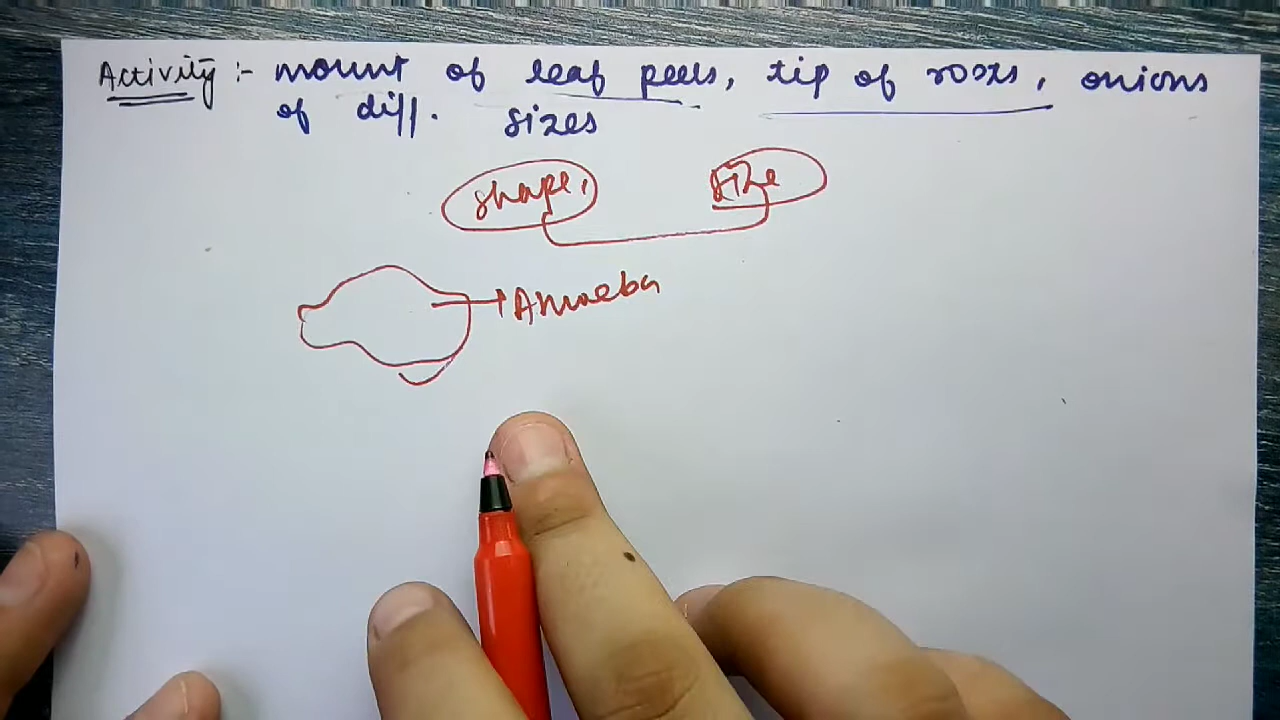 Activity :- mount of leaf peels, tip of roots, onions
of diff. sizes
shape, size
Amoeba